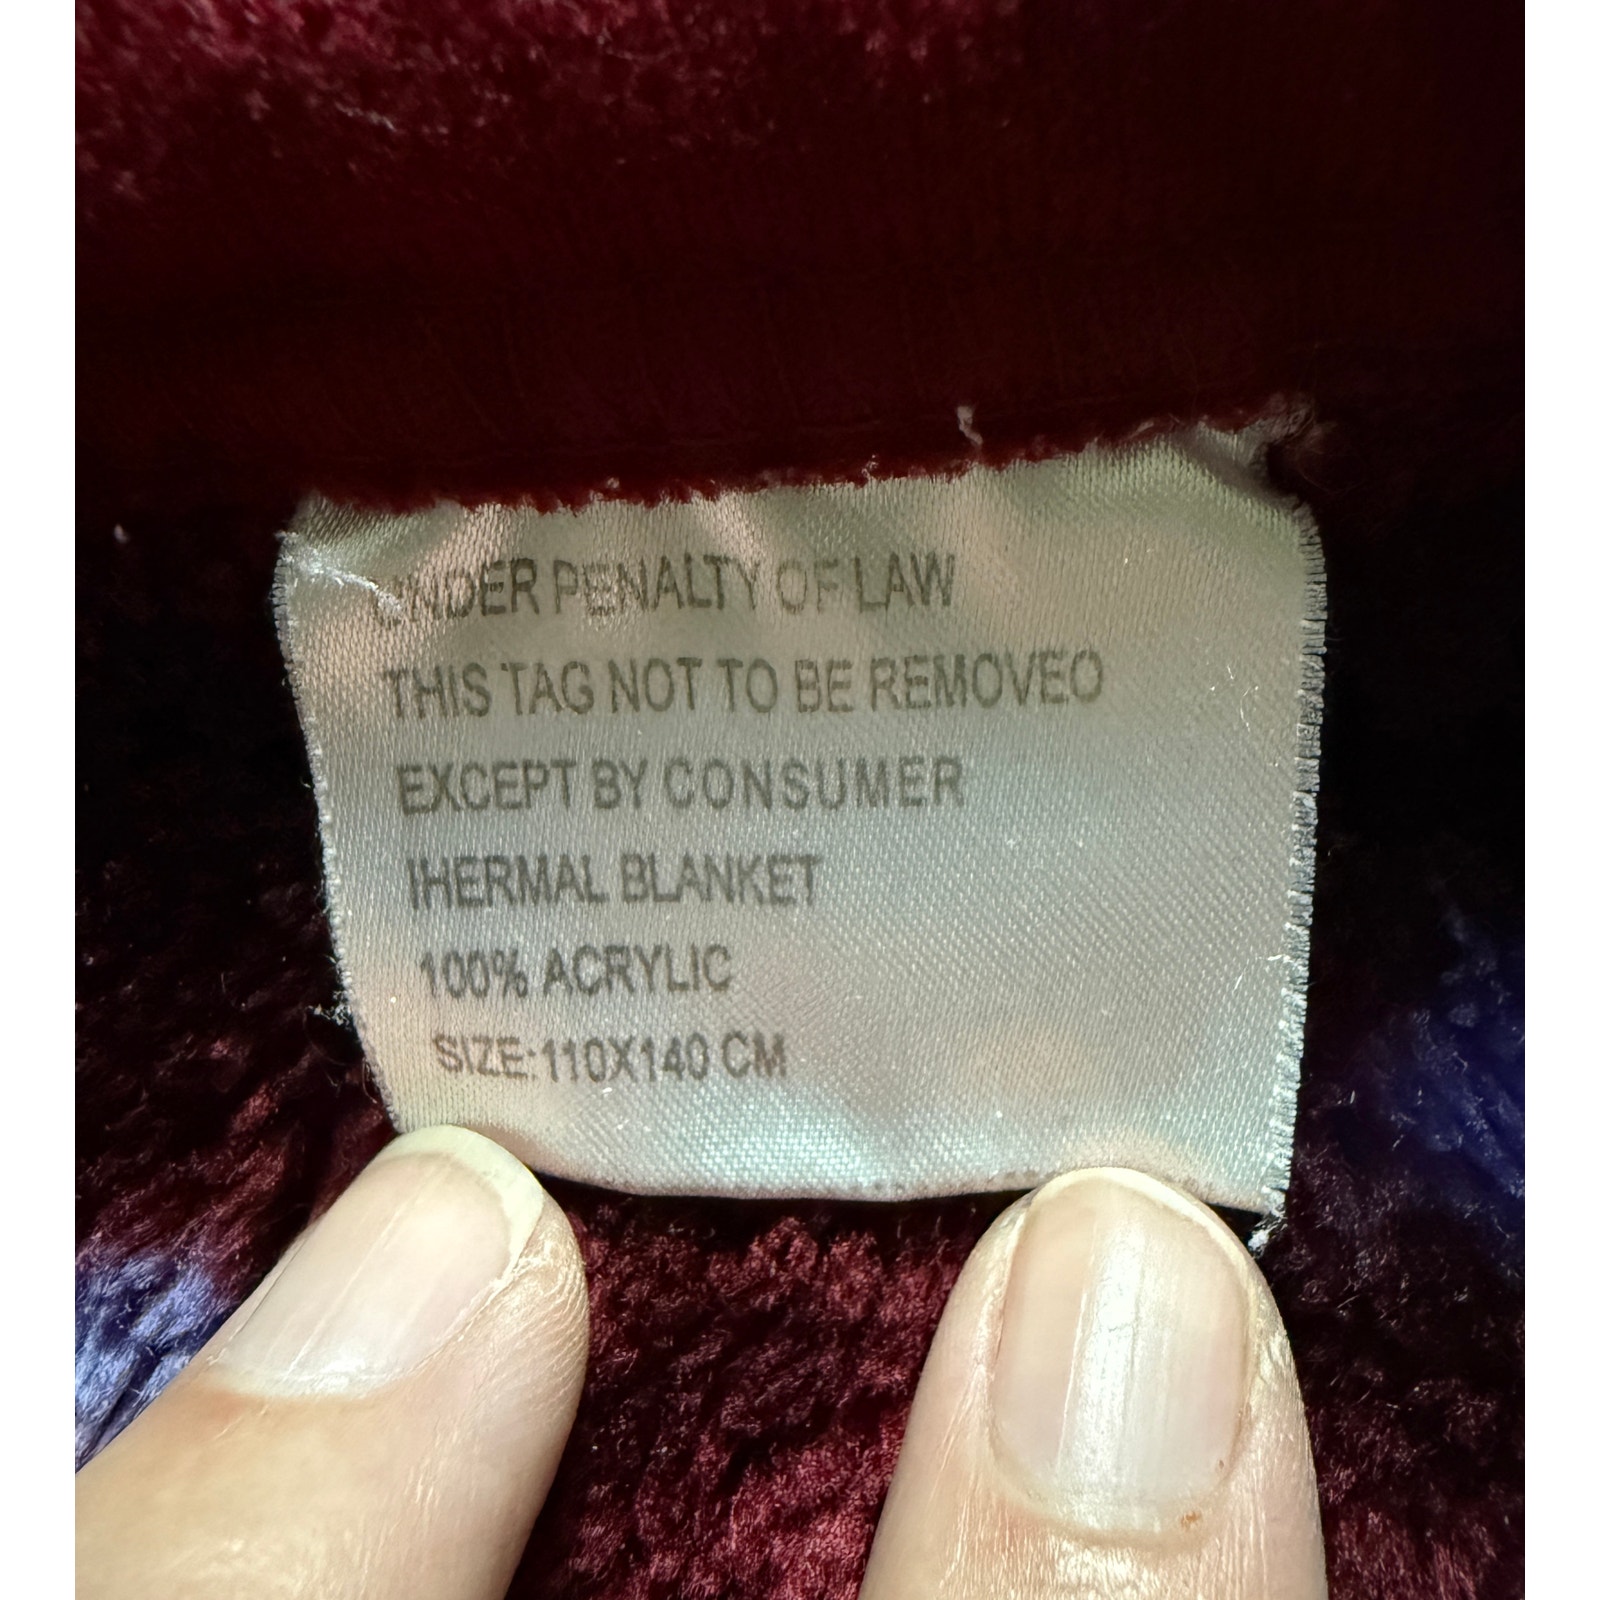 UNDER PENALTY OF LAW
THIS TAG NOT TO BE REMOVEO
EXCEPT BY CONSUMER
IHERMAL BLANKET
100% ACRYLIC
SIZE:110X140 CM